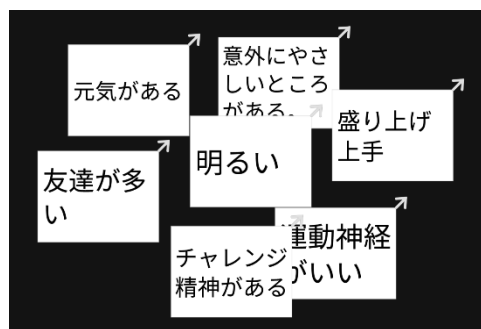 元気がある
意外にやさ
しいところ
がある。
盛り上げ
上手
明るい
友達が多
い
運動神経
がいい
チャレンジ
精神がある